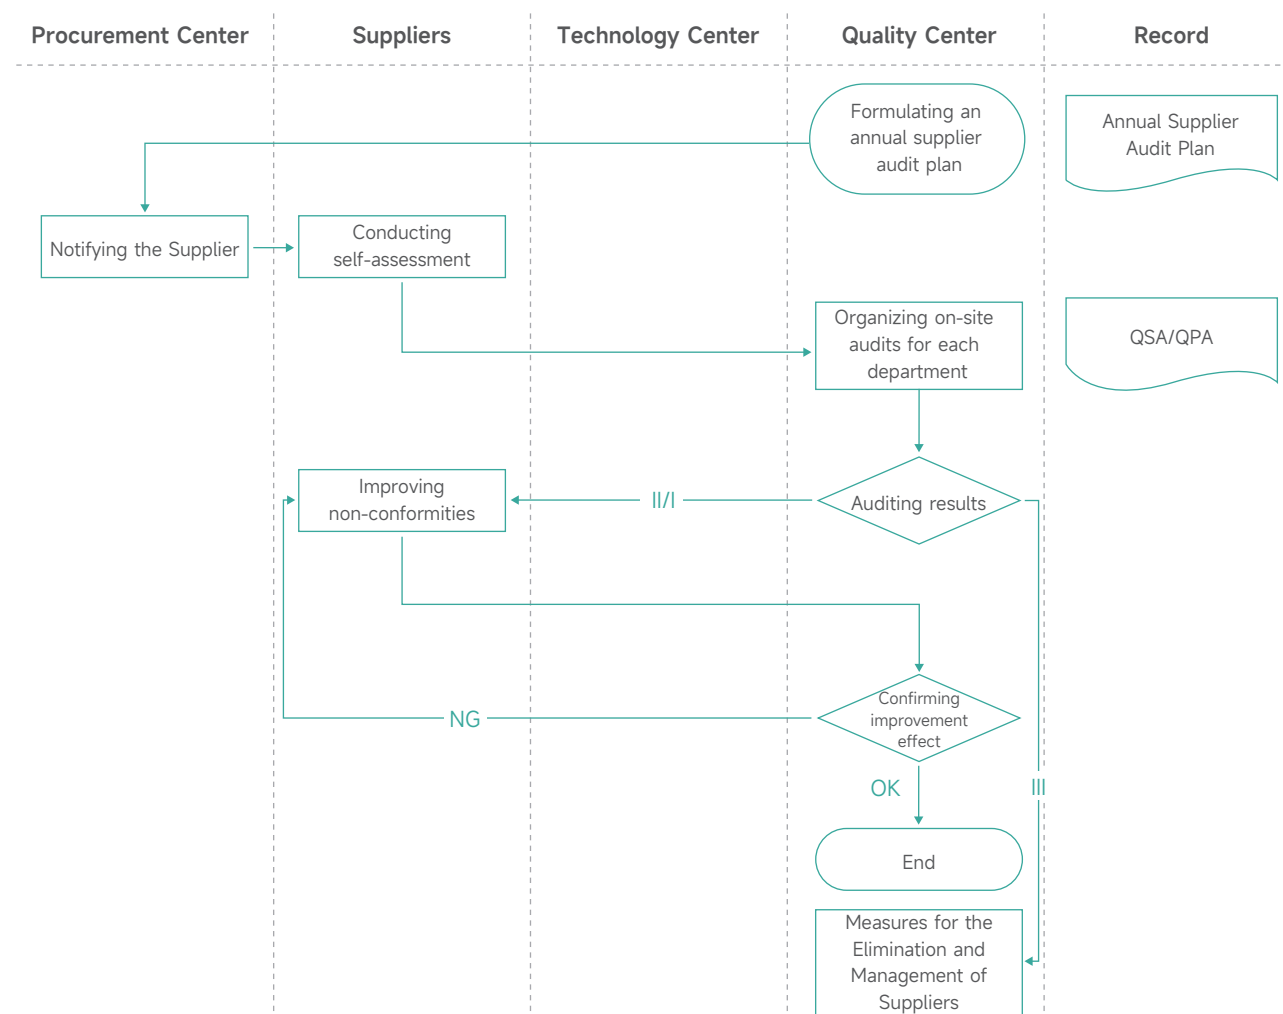 Procurement Center
Suppliers
Technology Center
Quality Center
Record
Formulating an
annual supplier
audit plan
Annual Supplier
Audit Plan
Notifying the Supplier
Conducting
self-assessment
Organizing on-site
audits for each
department
QSA/QPA
Improving
non-conformities
II/I
Auditing results
Confirming
improvement
effect
NG
OK
III
End
Measures for the
Elimination and
Management of
Suppliers